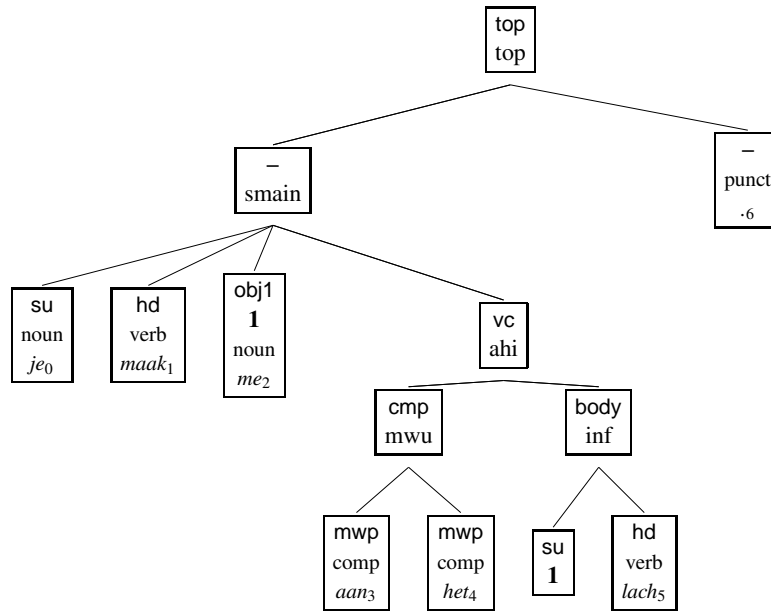 top
top
–
smain
–
punct
.6
su
noun
je0
hd
verb
maak1
obj1
1
noun
me2
vc
ahi
cmp
mwu
body
inf
mwp
comp
aan3
mwp
comp
het4
su
1
hd
verb
lach5